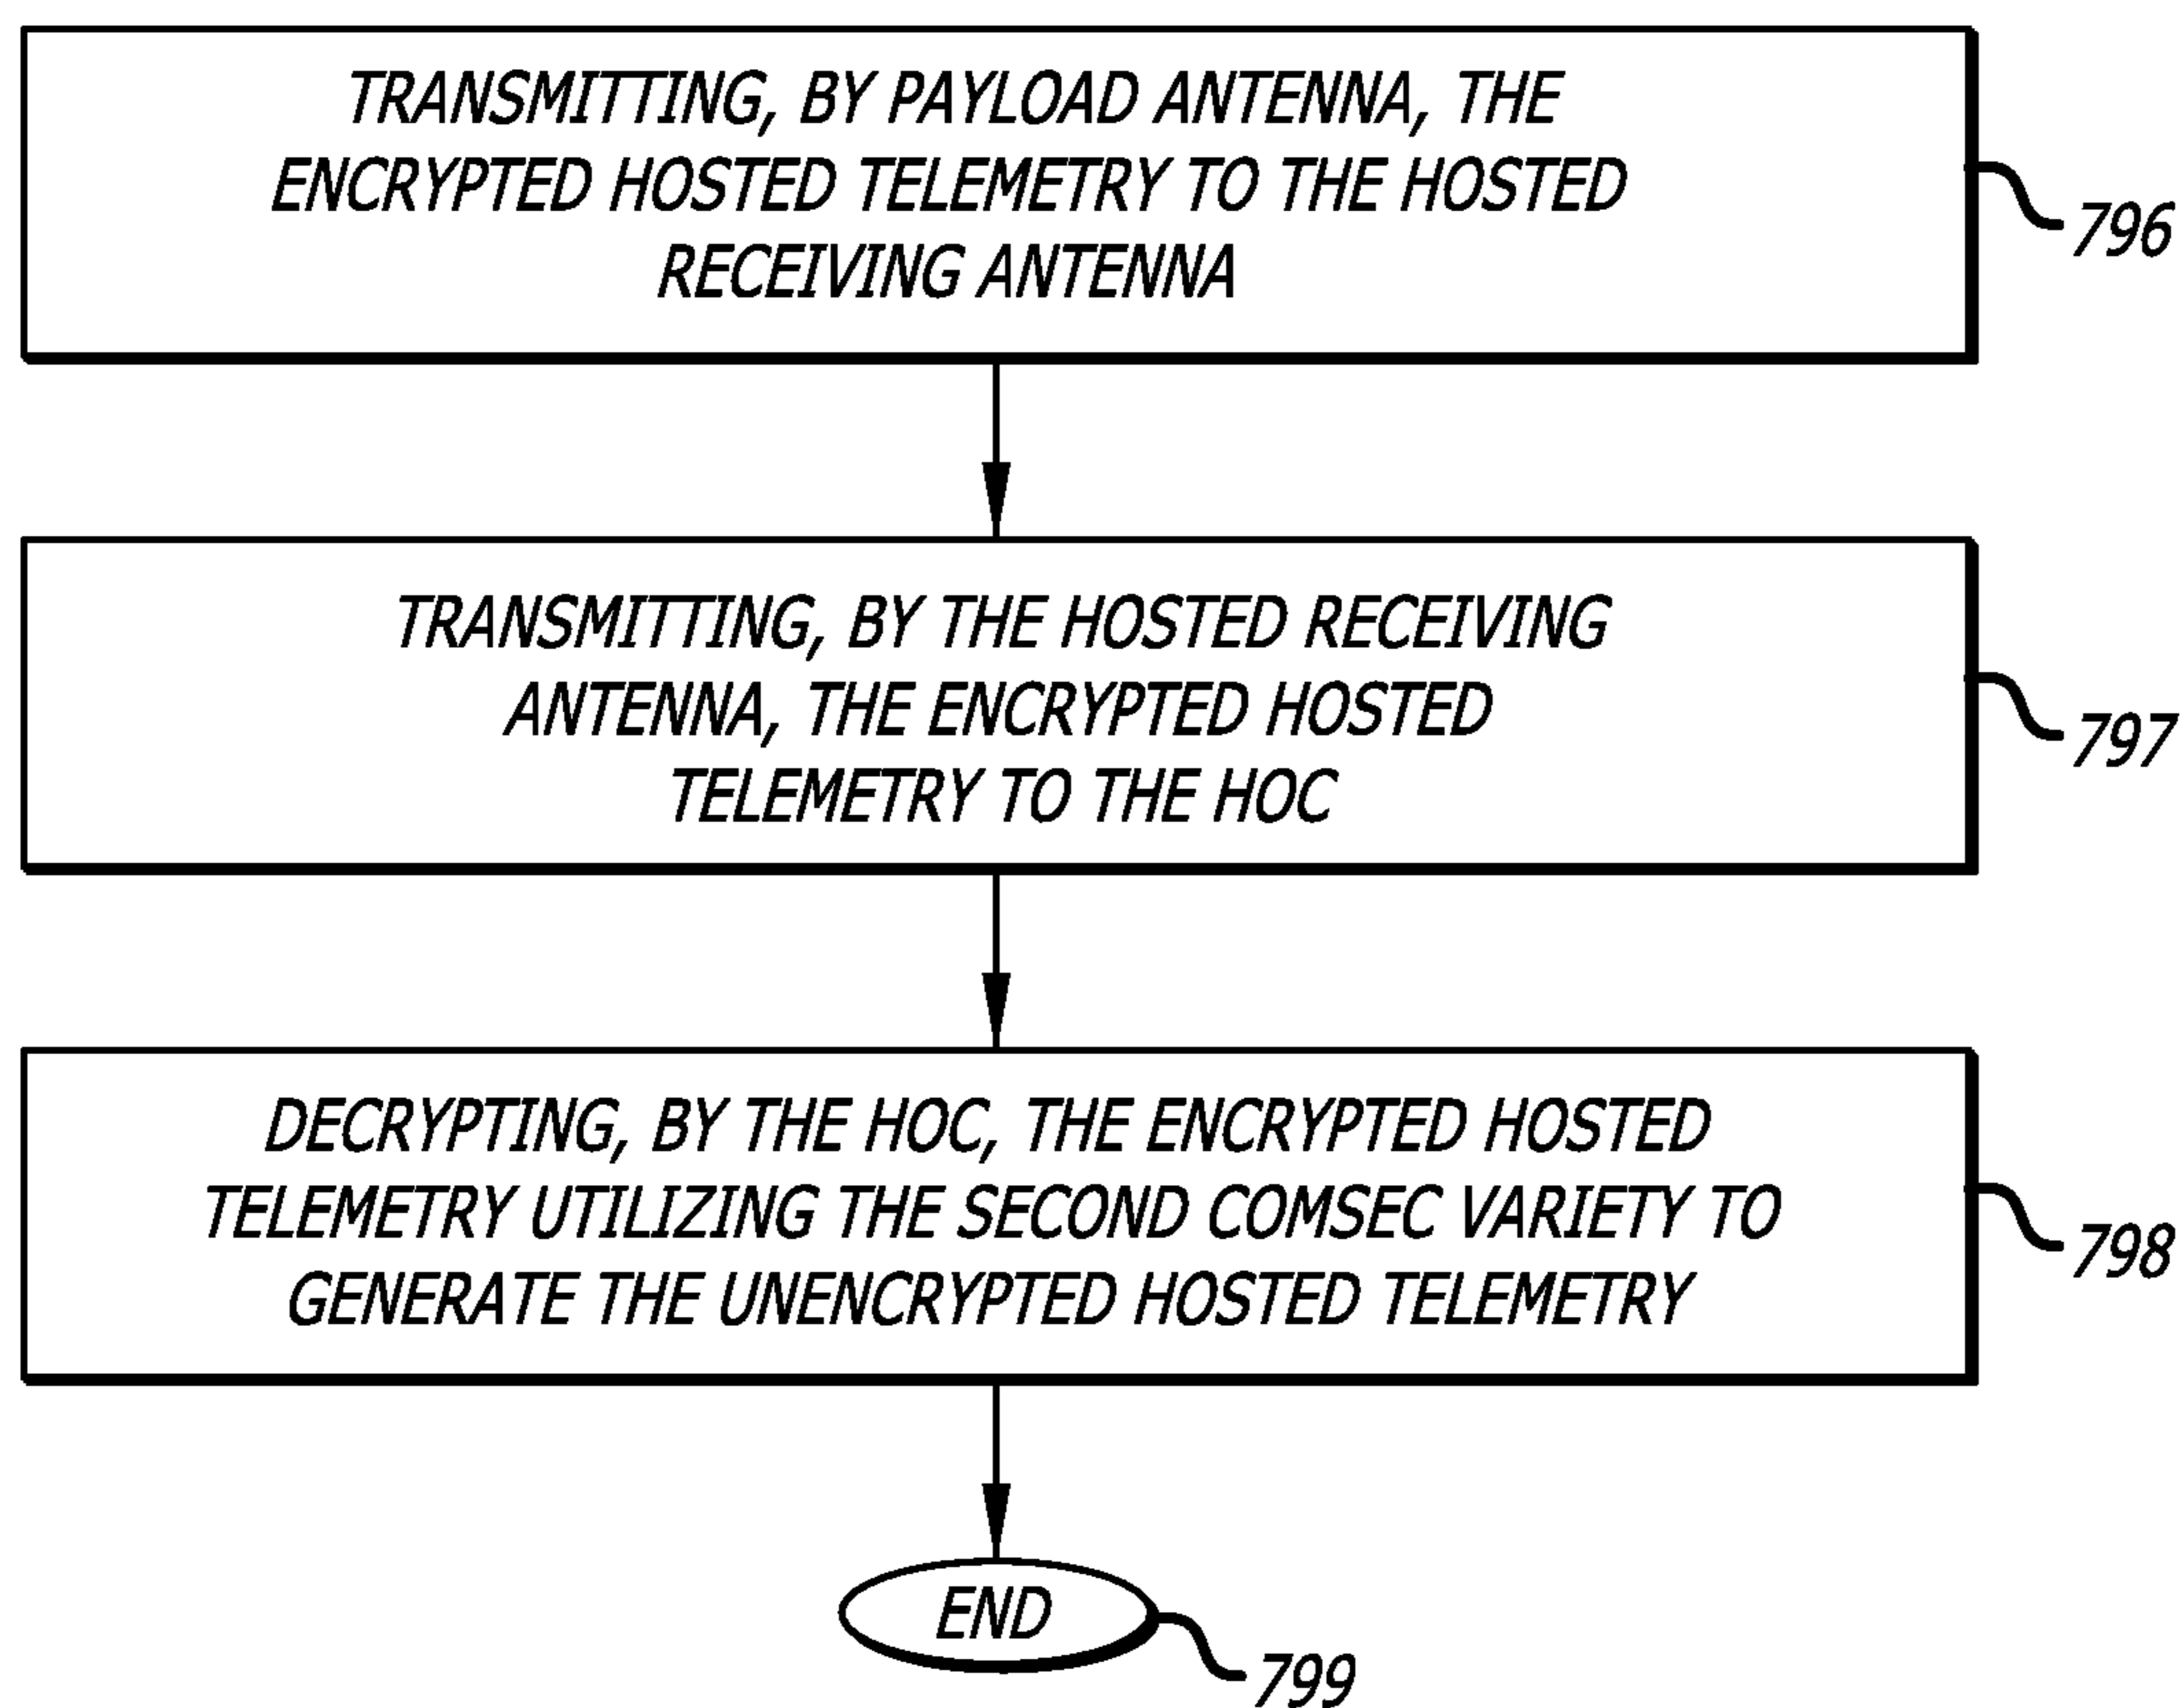 TRANSMITTING, BY PAYLOAD ANTENNA, THE
ENCRYPTED HOSTED TELEMETRY TO THE HOSTED
RECEIVING ANTENNA
796
TRANSMITTING, BY THE HOSTED RECEIVING
ANTENNA, THE ENCRYPTED HOSTED
TELEMETRY TO THE HOC
797
DECRYPTING, BY THE HOC, THE ENCRYPTED HOSTED
TELEMETRY UTILIZING THE SECOND COMSEC VARIETY TO
GENERATE THE UNENCRYPTED HOSTED TELEMETRY
798
END
799